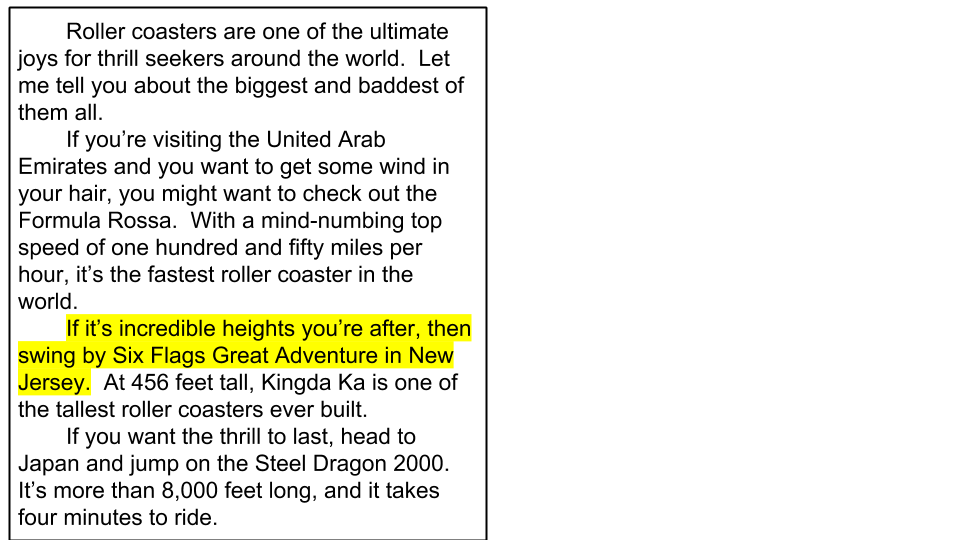 Roller coasters are one of the ultimate
joys for thrill seekers around the world.  Let
me tell you about the biggest and baddest of
them all.
If you’re visiting the United Arab
Emirates and you want to get some wind in
your hair, you might want to check out the
Formula Rossa.  With a mind-numbing top
speed of one hundred and fifty miles per
hour, it’s the fastest roller coaster in the
world.
If it’s incredible heights you’re after, then
swing by Six Flags Great Adventure in New
Jersey.  At 456 feet tall, Kingda Ka is one of
the tallest roller coasters ever built.
If you want the thrill to last, head to
Japan and jump on the Steel Dragon 2000.
It’s more than 8,000 feet long, and it takes
four minutes to ride.